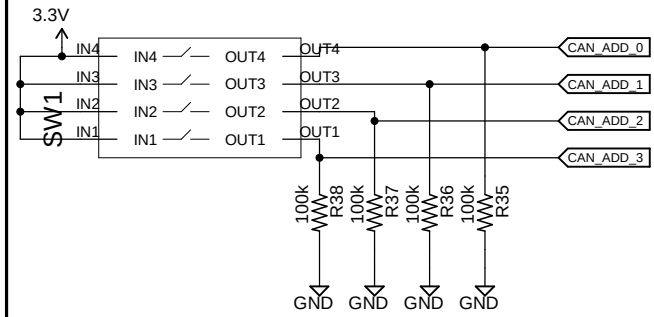 3.3V
IN4 IN4 OUT4 OUT4 CAN_ADD_0
IN3 IN3 OUT3 OUT3 CAN_ADD_1
IN2 IN2 OUT2 OUT2 CAN_ADD_2
IN1 IN1 OUT1 OUT1 CAN_ADD_3
SW1
100k R38 100k R37 100k R36 100k R35
GND GND GND GND